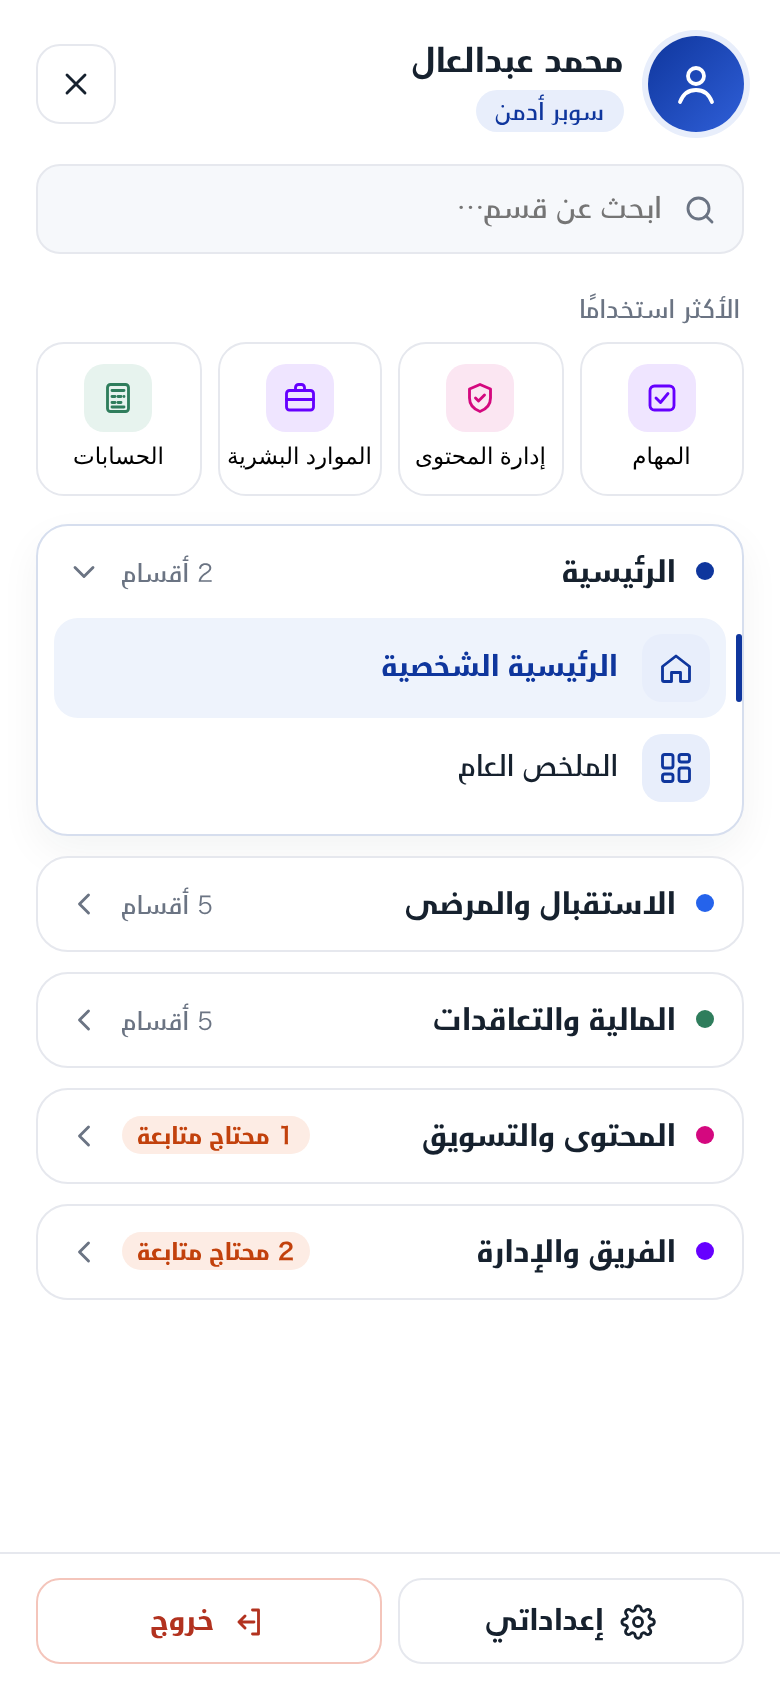 محمد عبدالعال
سوبر أدمن
ابحث عن قسم...
الأكثر استخدامًا
المهام
إدارة المحتوى
الموارد البشرية
الحسابات
الرئيسية
2 أقسام
الرئيسية الشخصية
الملخص العام
الاستقبال والمرضى
5 أقسام
المالية والتعاقدات
5 أقسام
المحتوى والتسويق
1 محتاج متابعة
الفريق والإدارة
2 محتاج متابعة
إعداداتي
خروج